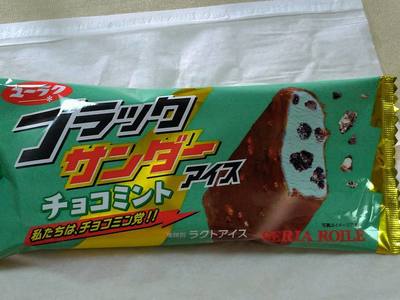 ユーラク
ブラック
サンダー
アイス
チョコミント
私たちは、チョコミン党!!
種類別 ラクトアイス
SERIA ROILE